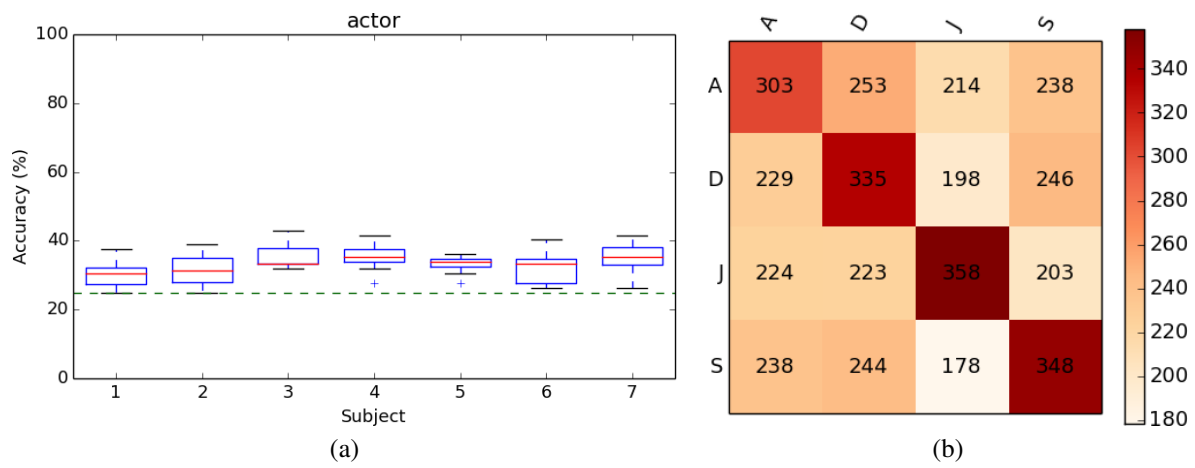 actor
Accuracy (%)
100
80
60
40
20
0
1 2 3 4 5 6 7
Subject
(a)
A D J S
A 303 253 214 238
D 229 335 198 246
J 224 223 358 203
S 238 244 178 348
340
320
300
280
260
240
220
200
180
(b)